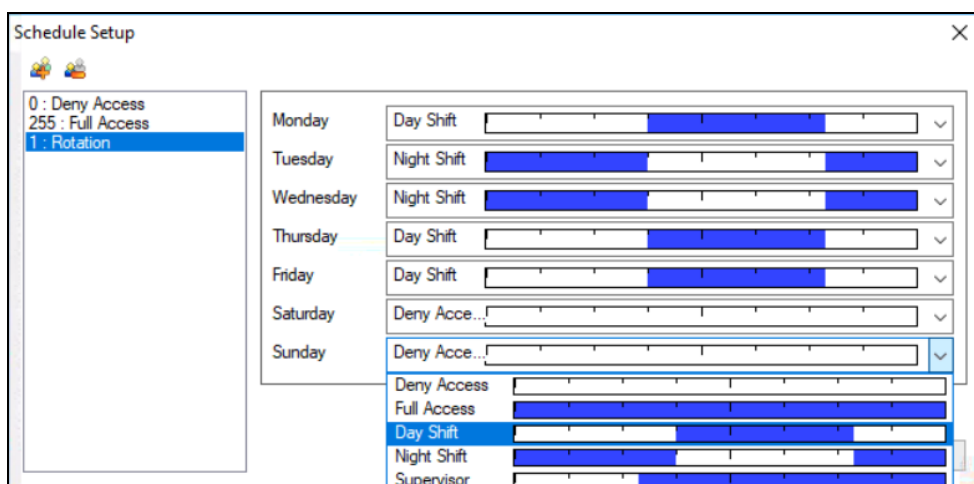 Schedule Setup
0 : Deny Access
255 : Full Access
1 : Rotation
Monday Day Shift
Tuesday Night Shift
Wednesday Night Shift
Thursday Day Shift
Friday Day Shift
Saturday Deny Acce...
Sunday Deny Acce...
Deny Access
Full Access
Day Shift
Night Shift
Supervisor